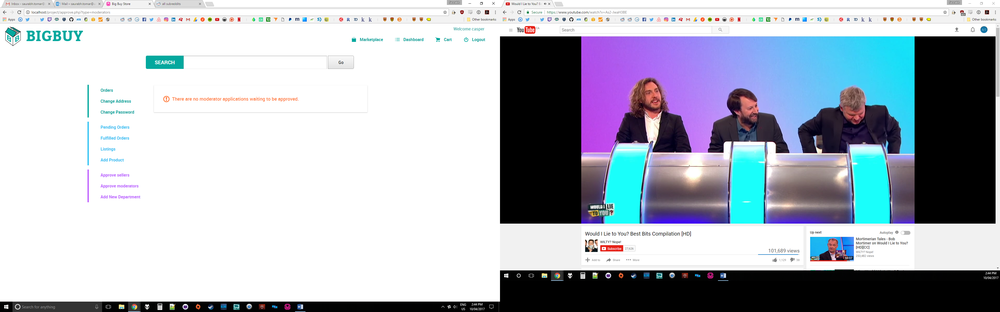 Inbox - saurabh.tomar@
Mail – saurabh.tomar@u
Big Buy Store
all subreddits
Saurabh
localhost/project/approve.php?type=moderators
Apps
Other bookmarks
BIGBUY
Welcome casper
Marketplace
Dashboard
Cart
Logout
SEARCH
Go
Orders
Change Address
Change Password
Pending Orders
Fulfilled Orders
Listings
Add Product
Approve sellers
Approve moderators
Add New Department
There are no moderator applications waiting to be approved.
Search for anything
ENG
US
2:44 PM
10/04/2017
Would I Lie to You? Be
Saurabh
Secure
https://www.youtube.com/watch?v=As2-JwaH3BE
Apps
Other bookmarks
YouTube CA
Search
WOULD I LIE
TO YOU?
Would I Lie to You? Best Bits Compilation [HD]
WILTY? Nope!
Subscribe
27,626
101,689 views
Add to
Share
More
1,129
38
Up next
Autoplay
50:37
Mortimerian Tales - Bob
Mortimer on Would I Lie to You?
[HD][CC]
WILTY? Nope!
253,482 views
2:44 PM
10/04/2017